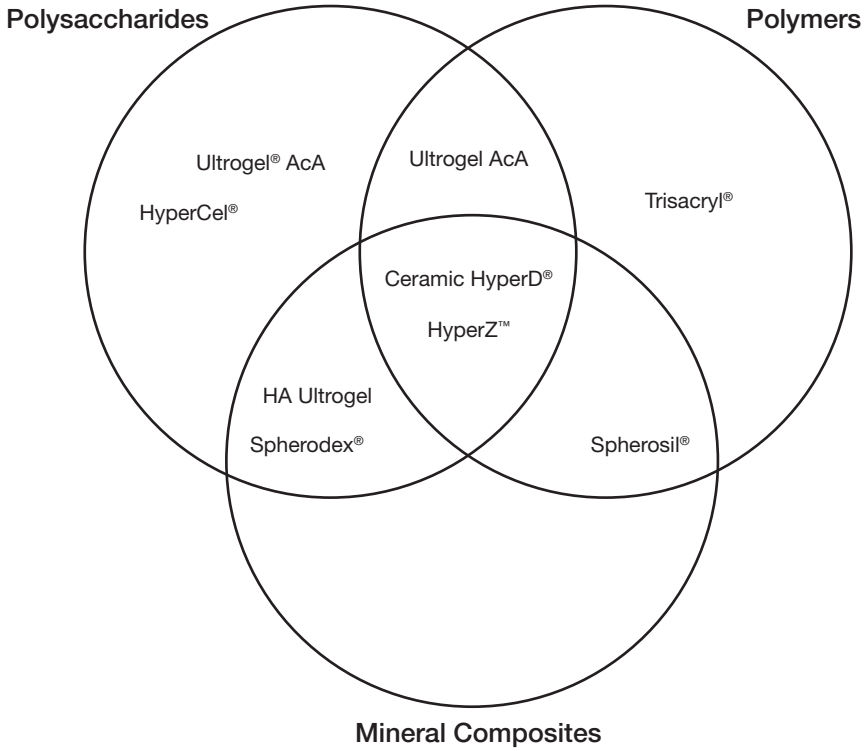 Polysaccharides
Polymers
Ultrogel® AcA
Ultrogel AcA
HyperCel®
Trisacryl®
Ceramic HyperD®
HyperZ™
HA Ultrogel
Spherodex®
Spherosil®
Mineral Composites